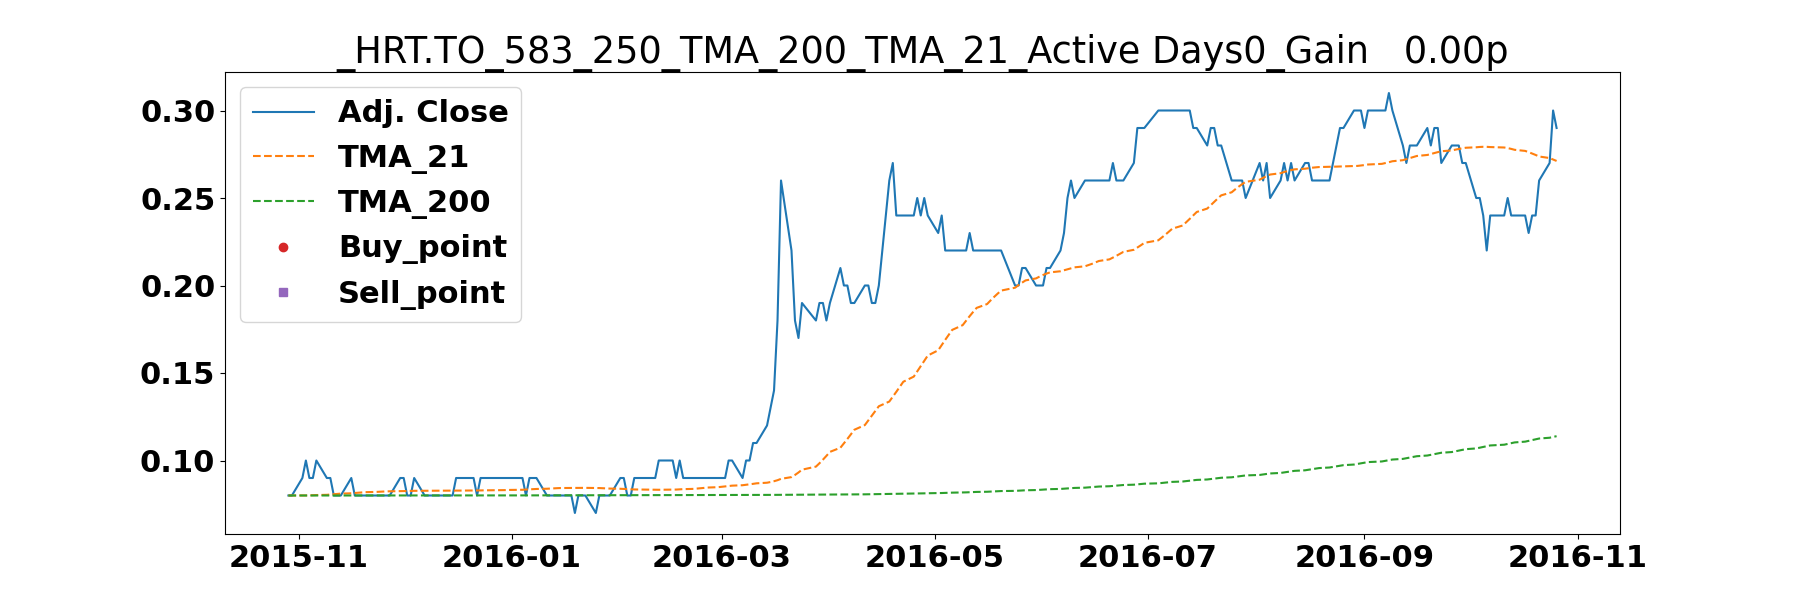 _HRT.TO_583_250_TMA_200_TMA_21_Active Days0_Gain   0.00p
Adj. Close
TMA_21
TMA_200
Buy_point
Sell_point
0.30
0.25
0.20
0.15
0.10
2015-11 2016-01 2016-03 2016-05 2016-07 2016-09 2016-11